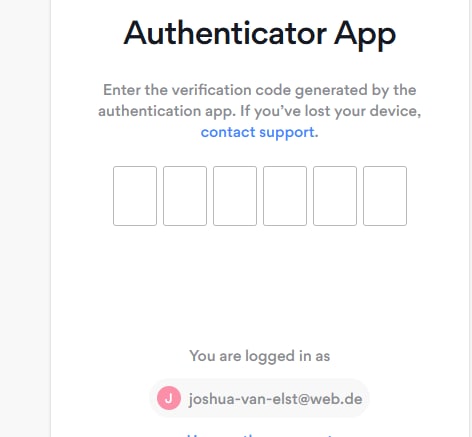 Authenticator App
Enter the verification code generated by the
authentication app. If you’ve lost your device,
contact support.
You are logged in as
J joshua-van-elst@web.de